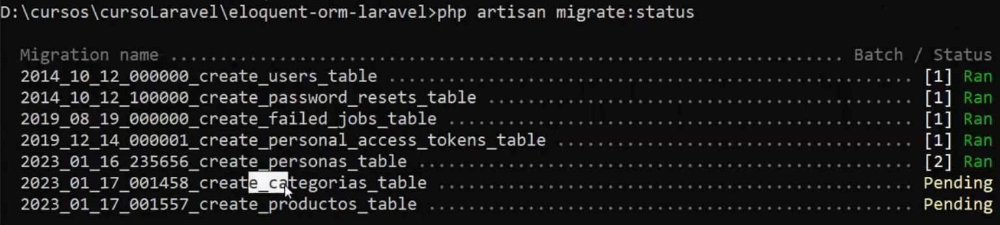 D:\cursos\cursoLaravel\eloquent-orm-laravel>php artisan migrate:status
Migration name ........................................................................ Batch / Status
2014_10_12_000000_create_users_table ..................................................... [1] Ran
2014_10_12_100000_create_password_resets_table ........................................... [1] Ran
2019_08_19_000000_create_failed_jobs_table ............................................... [1] Ran
2019_12_14_000001_create_personal_access_tokens_table .................................... [1] Ran
2023_01_16_235656_create_personas_table .................................................. [2] Ran
2023_01_17_001458_create_categorias_table ................................................ Pending
2023_01_17_001557_create_productos_table ................................................. Pending